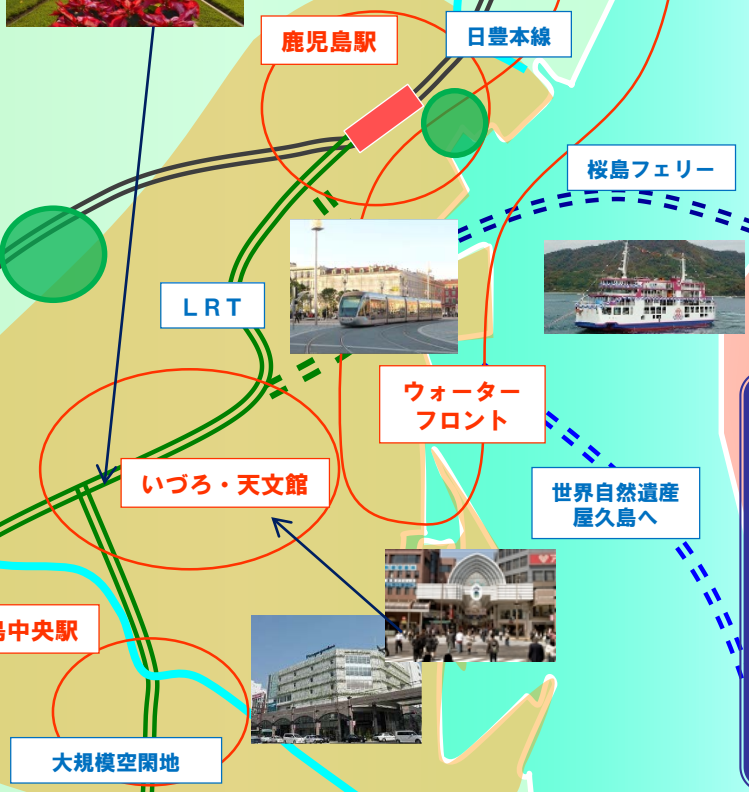 鹿児島駅
日豊本線
桜島フェリー
LRT
ウォーター
フロント
いづろ・天文館
世界自然遺産
屋久島へ
島中央駅
大規模空閑地